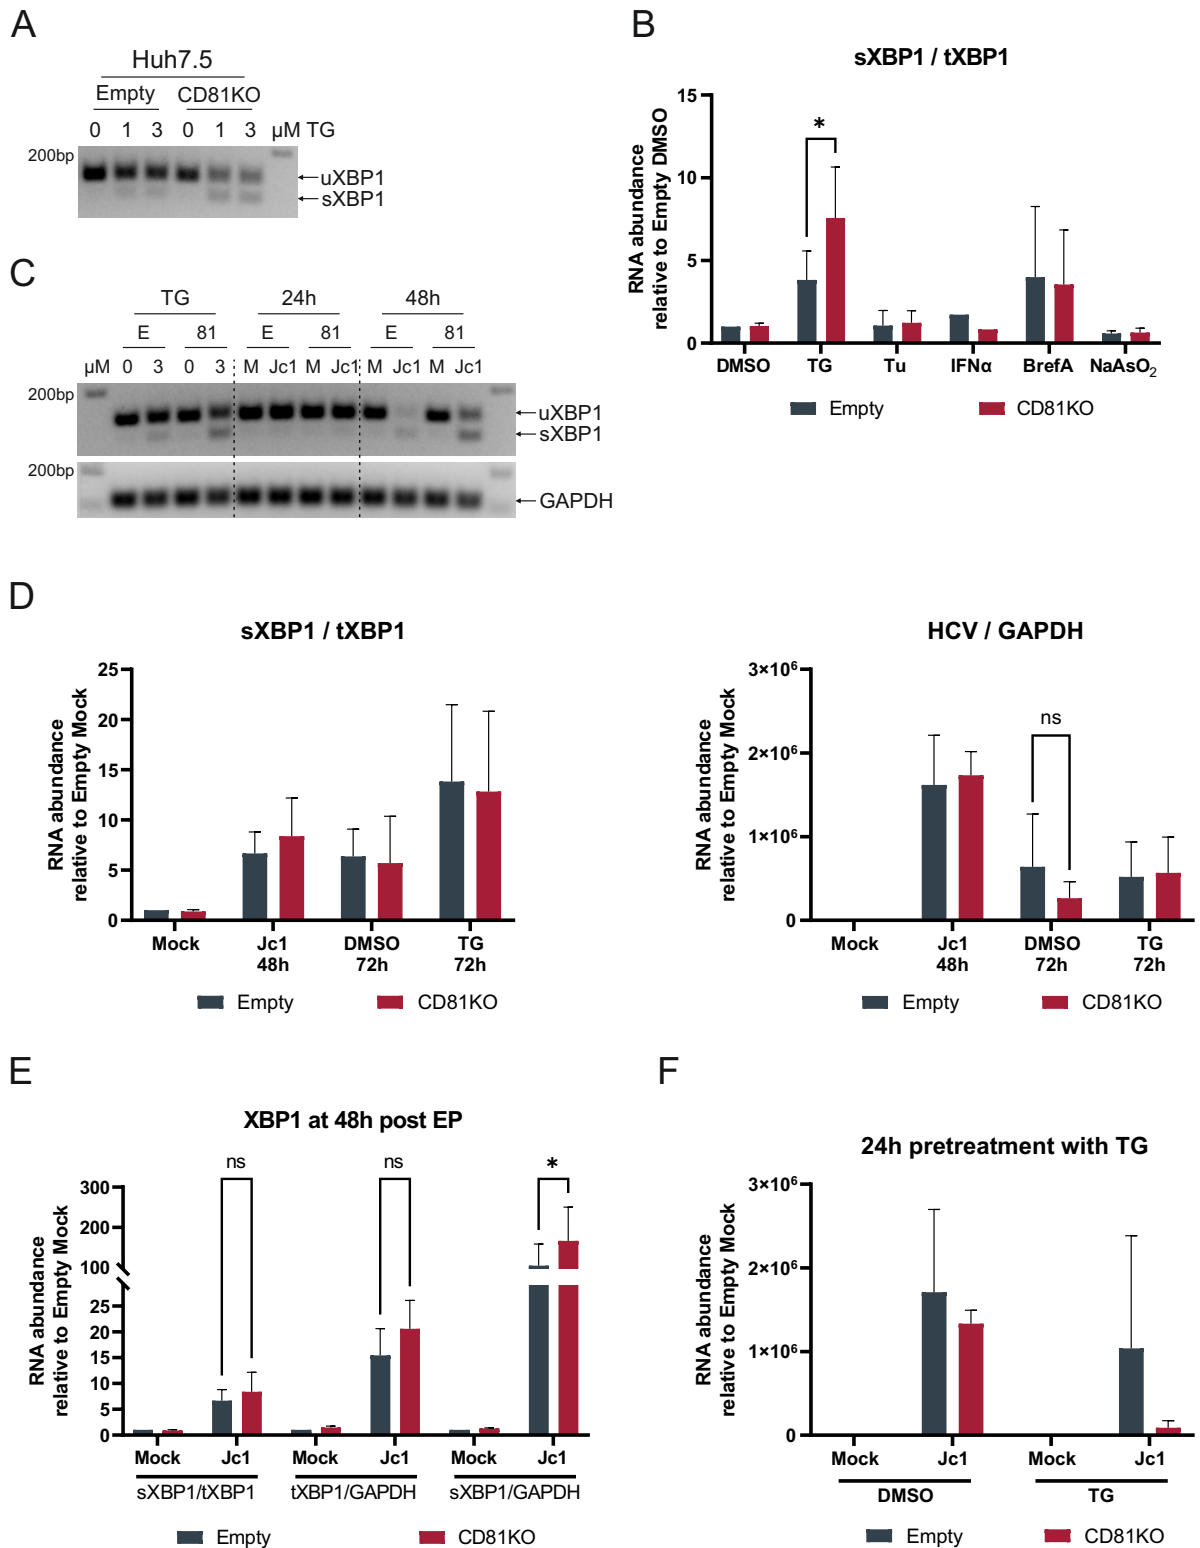 A
Huh7.5
Empty CD81KO
0 1 3 0 1 3 µM TG
200bp
uXBP1
sXBP1
B
sXBP1 / tXBP1
RNA abundance
relative to Empty DMSO
15
10
5
0
*
DMSO TG Tu IFNα BrefA NaAsO₂
Empty CD81KO
C
TG 24h 48h
E 81 E 81 E 81
µM 0 3 0 3 M Jc1 M Jc1 M Jc1 M Jc1
200bp
uXBP1
sXBP1
200bp
GAPDH
D
sXBP1 / tXBP1
RNA abundance
relative to Empty Mock
25
20
15
10
5
0
Mock Jc1 DMSO TG
48h 72h 72h
Empty CD81KO
HCV / GAPDH
RNA abundance
relative to Empty Mock
3×10⁶
2×10⁶
1×10⁶
0
ns
Mock Jc1 DMSO TG
48h 72h 72h
Empty CD81KO
E
XBP1 at 48h post EP
RNA abundance
relative to Empty Mock
300
200
100
25
20
15
10
5
0
ns ns *
Mock Jc1 Mock Jc1 Mock Jc1
sXBP1/tXBP1 tXBP1/GAPDH sXBP1/GAPDH
Empty CD81KO
F
24h pretreatment with TG
RNA abundance
relative to Empty Mock
3×10⁶
2×10⁶
1×10⁶
0
Mock Jc1 Mock Jc1
DMSO TG
Empty CD81KO